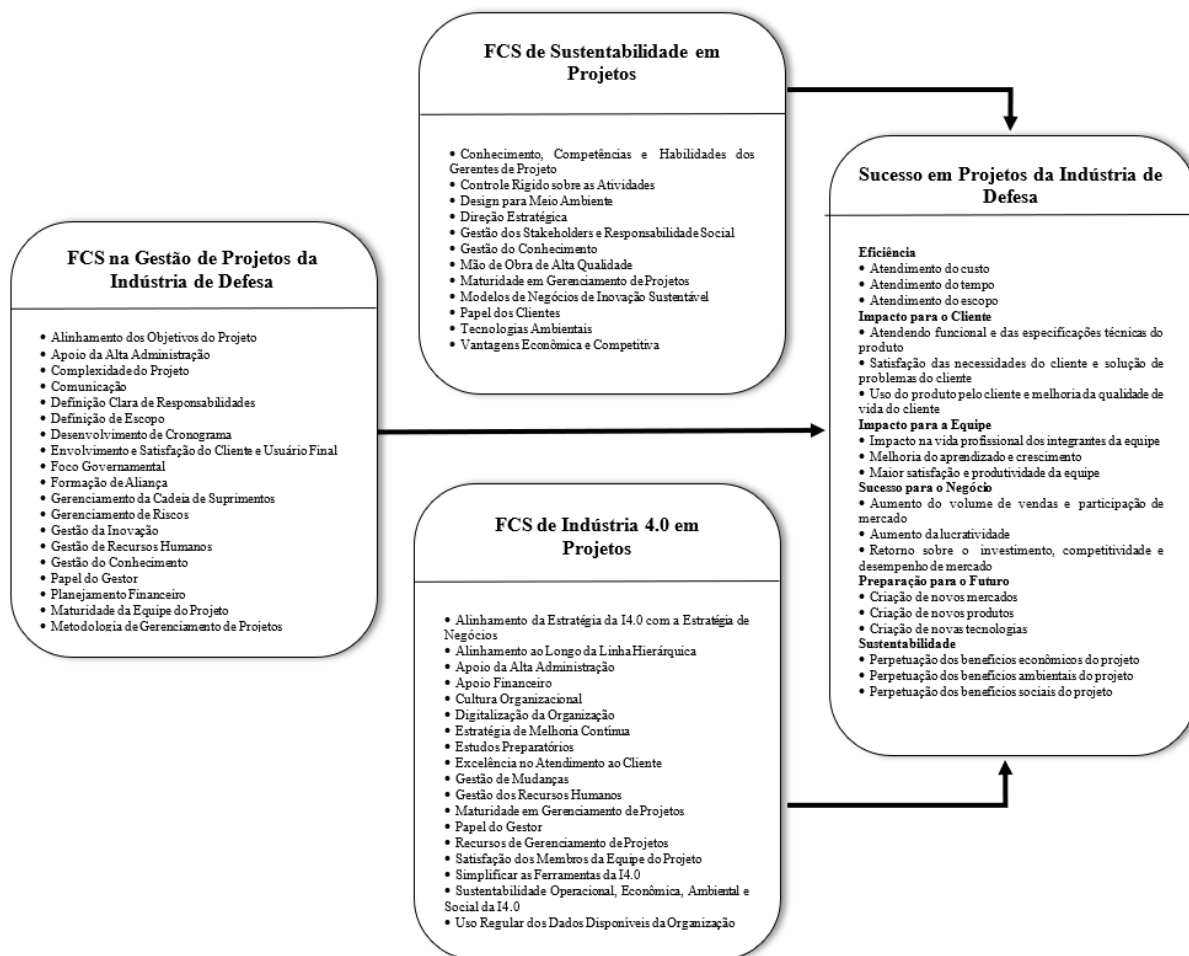 FCS de Sustentabilidade em
Projetos
• Conhecimento, Competências e Habilidades dos
Gerentes de Projeto
• Controle Rígido sobre as Atividades
• Design para Meio Ambiente
• Direção Estratégica
• Gestão dos Stakeholders e Responsabilidade Social
• Gestão do Conhecimento
• Mão de Obra de Alta Qualidade
• Maturidade em Gerenciamento de Projetos
• Modelos de Negócios de Inovação Sustentável
• Papel dos Clientes
• Tecnologias Ambientais
• Vantagens Econômica e Competitiva
FCS na Gestão de Projetos da
Indústria de Defesa
• Alinhamento dos Objetivos do Projeto
• Apoio da Alta Administração
• Complexidade do Projeto
• Comunicação
• Definição Clara de Responsabilidades
• Definição de Escopo
• Desenvolvimento de Cronograma
• Envolvimento e Satisfação do Cliente e Usuário Final
• Foco Governamental
• Formação de Aliança
• Gerenciamento da Cadeia de Suprimentos
• Gerenciamento de Riscos
• Gestão da Inovação
• Gestão de Recursos Humanos
• Gestão do Conhecimento
• Papel do Gestor
• Planejamento Financeiro
• Maturidade da Equipe do Projeto
• Metodologia de Gerenciamento de Projetos
FCS de Indústria 4.0 em
Projetos
• Alinhamento da Estratégia da I4.0 com a Estratégia de
Negócios
• Alinhamento ao Longo da Linha Hierárquica
• Apoio da Alta Administração
• Apoio Financeiro
• Cultura Organizacional
• Digitalização da Organização
• Estratégia de Melhoria Contínua
• Estudos Preparatórios
• Excelência no Atendimento ao Cliente
• Gestão de Mudanças
• Gestão dos Recursos Humanos
• Maturidade em Gerenciamento de Projetos
• Papel do Gestor
• Recursos de Gerenciamento de Projetos
• Satisfação dos Membros da Equipe do Projeto
• Simplificar as Ferramentas da I4.0
• Sustentabilidade Operacional, Econômica, Ambiental e
Social da I4.0
• Uso Regular dos Dados Disponíveis da Organização
Sucesso em Projetos da Indústria de
Defesa
Eficiência
• Atendimento do custo
• Atendimento do tempo
• Atendimento do escopo
Impacto para o Cliente
• Atendendo funcional e das especificações técnicas do
produto
• Satisfação das necessidades do cliente e solução de
problemas do cliente
• Uso do produto pelo cliente e melhoria da qualidade de
vida do cliente
Impacto para a Equipe
• Impacto na vida profissional dos integrantes da equipe
• Melhoria do aprendizado e crescimento
• Maior satisfação e produtividade da equipe
Sucesso para o Negócio
• Aumento do volume de vendas e participação de
mercado
• Aumento da lucratividade
• Retorno sobre o investimento, competitividade e
desempenho de mercado
Preparação para o Futuro
• Criação de novos mercados
• Criação de novos produtos
• Criação de novas tecnologias
Sustentabilidade
• Perpetuação dos benefícios econômicos do projeto
• Perpetuação dos benefícios ambientais do projeto
• Perpetuação dos benefícios sociais do projeto